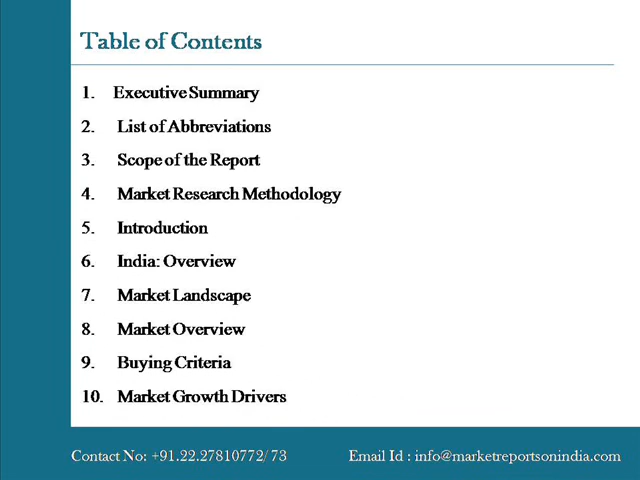 Table of Contents
1. Executive Summary
2. List of Abbreviations
3. Scope of the Report
4. Market Research Methodology
5. Introduction
6. India: Overview
7. Market Landscape
8. Market Overview
9. Buying Criteria
10. Market Growth Drivers
Contact No: +91.22.27810772/ 73 Email Id : info@marketreportsonindia.com